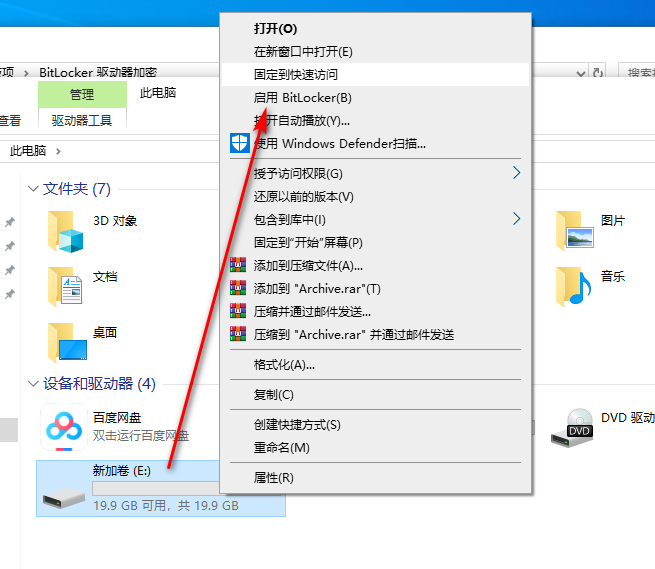 项 › BitLocker 驱动器加密
搜索
管理
此电脑
查看
驱动器工具
此电脑 ›
文件夹 (7)
3D 对象
图片
文档
音乐
桌面
设备和驱动器 (4)
百度网盘
双击运行百度网盘
DVD 驱动
DVD
新加卷 (E:)
19.9 GB 可用，共 19.9 GB
打开(O)
在新窗口中打开(E)
固定到快速访问
启用 BitLocker(B)
打开自动播放(Y)...
使用 Windows Defender扫描...
授予访问权限(G)
还原以前的版本(V)
包含到库中(I)
固定到"开始"屏幕(P)
添加到压缩文件(A)...
添加到 "Archive.rar"(T)
压缩并通过邮件发送...
压缩到 "Archive.rar" 并通过邮件发送
格式化(A)...
复制(C)
创建快捷方式(S)
重命名(M)
属性(R)